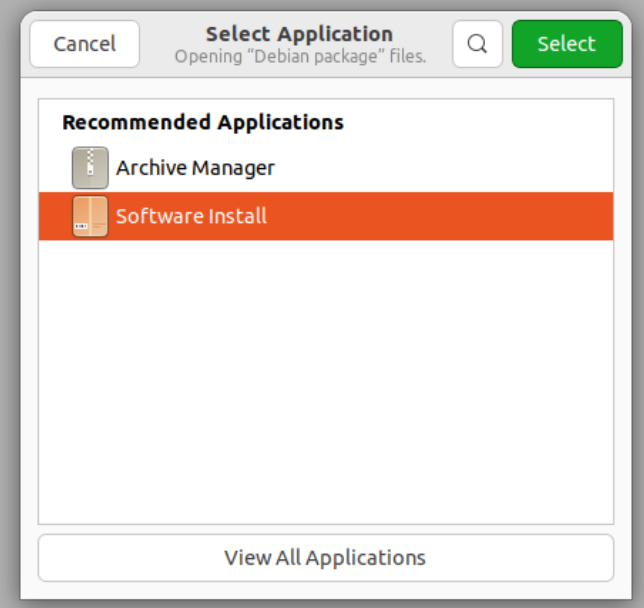 Cancel
Select Application
Opening “Debian package” files.
Select
Recommended Applications
Archive Manager
Software Install
View All Applications